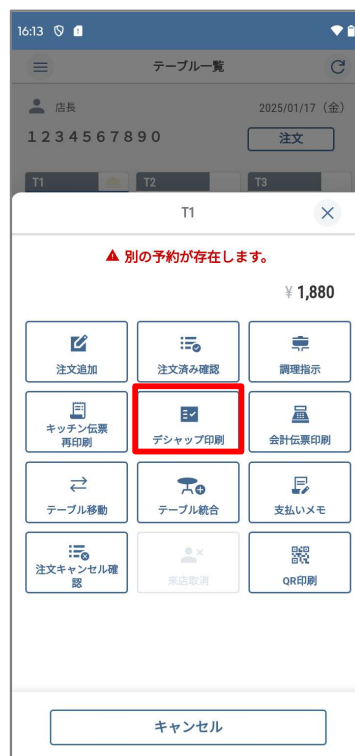 16:13
テーブル一覧
店長
2025/01/17（金）
1234567890
注文
T1
T2
T3
T1
別の予約が存在します。
¥ 1,880
注文追加
注文済み確認
調理指示
キッチン伝票
再印刷
デシャップ印刷
会計伝票印刷
テーブル移動
テーブル統合
支払いメモ
注文キャンセル確
認
来店取消
QR印刷
キャンセル